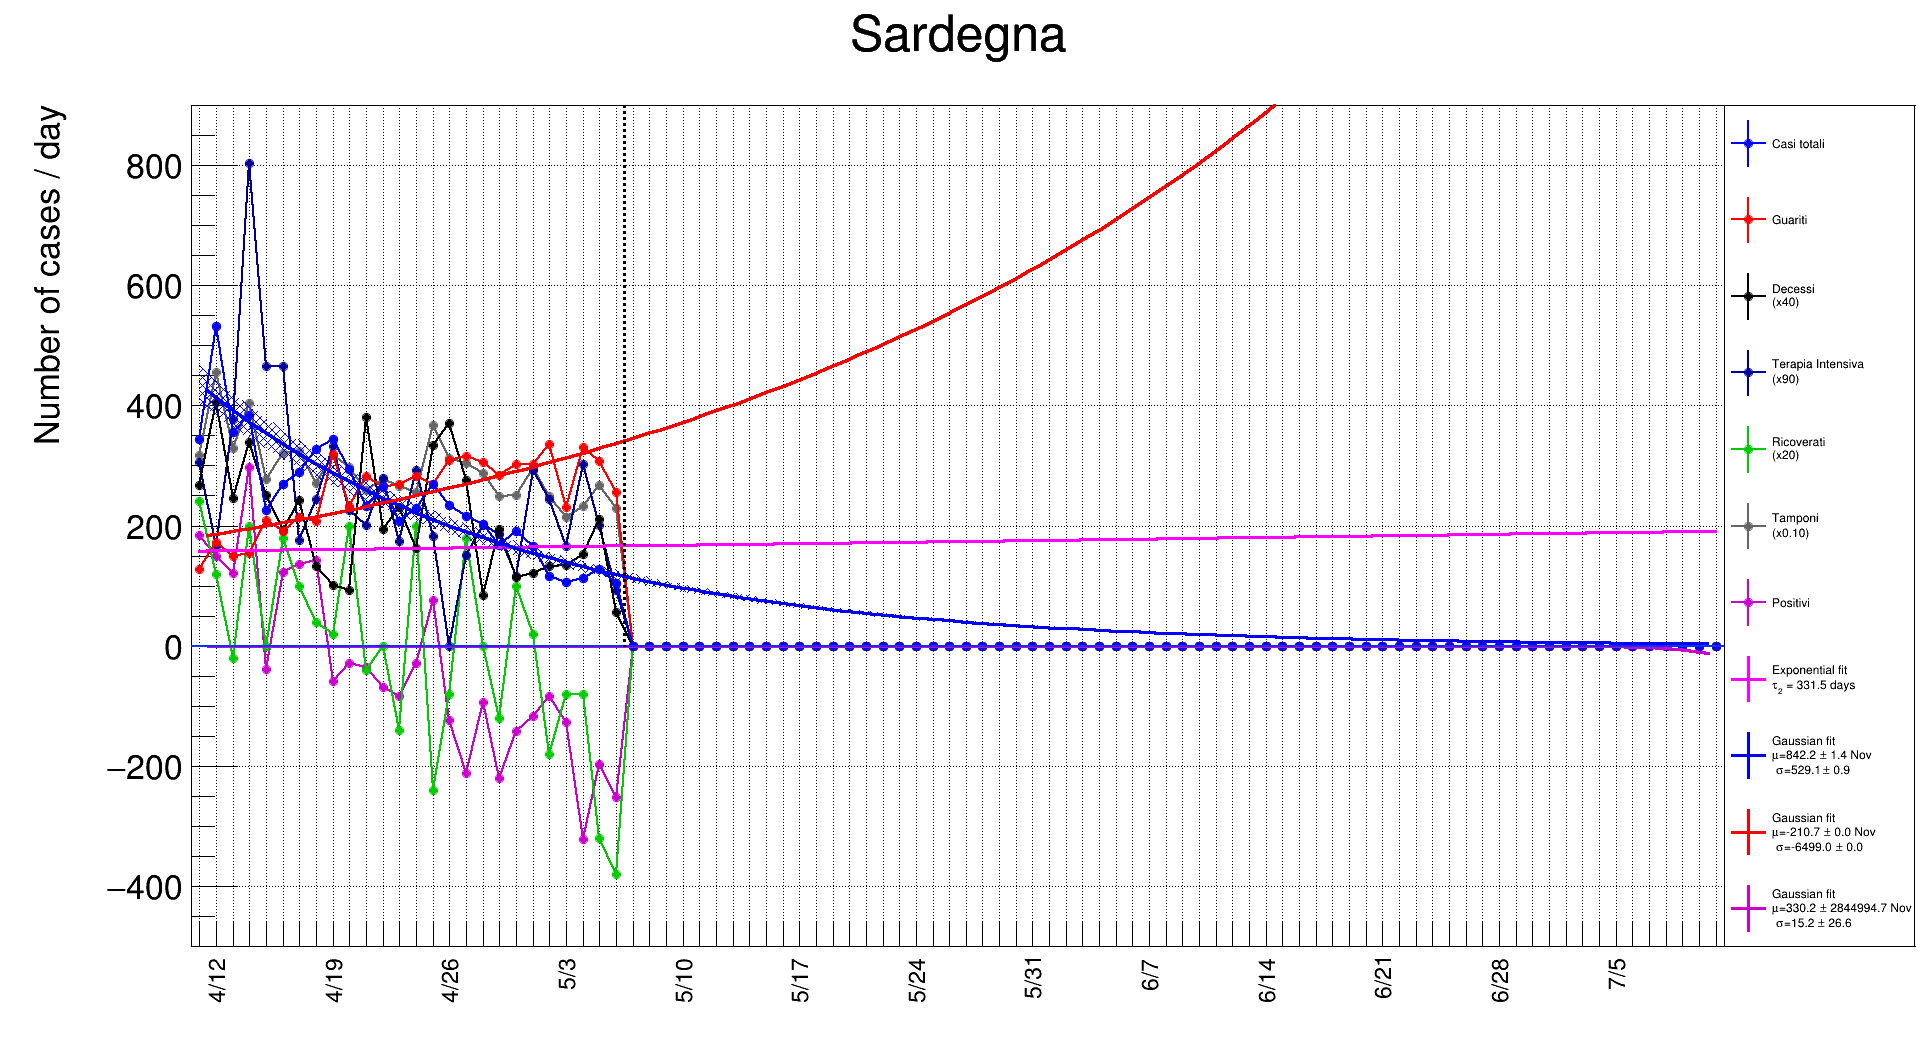 Sardegna
Number of cases / day
800
600
400
200
0
−200
−400
4/12
4/19
4/26
5/3
5/10
5/17
5/24
5/31
6/7
6/14
6/21
6/28
7/5
Casi totali
Guariti
Decessi
(x40)
Terapia Intensiva
(x90)
Ricoverati
(x20)
Tamponi
(x0.10)
Positivi
Exponential fit
τ2 = 331.5 days
Gaussian fit
μ=842.2 ± 1.4 Nov
σ=529.1 ± 0.9
Gaussian fit
μ=-210.7 ± 0.0 Nov
σ=-6499.0 ± 0.0
Gaussian fit
μ=330.2 ± 2844994.7 Nov
σ=15.2 ± 26.6